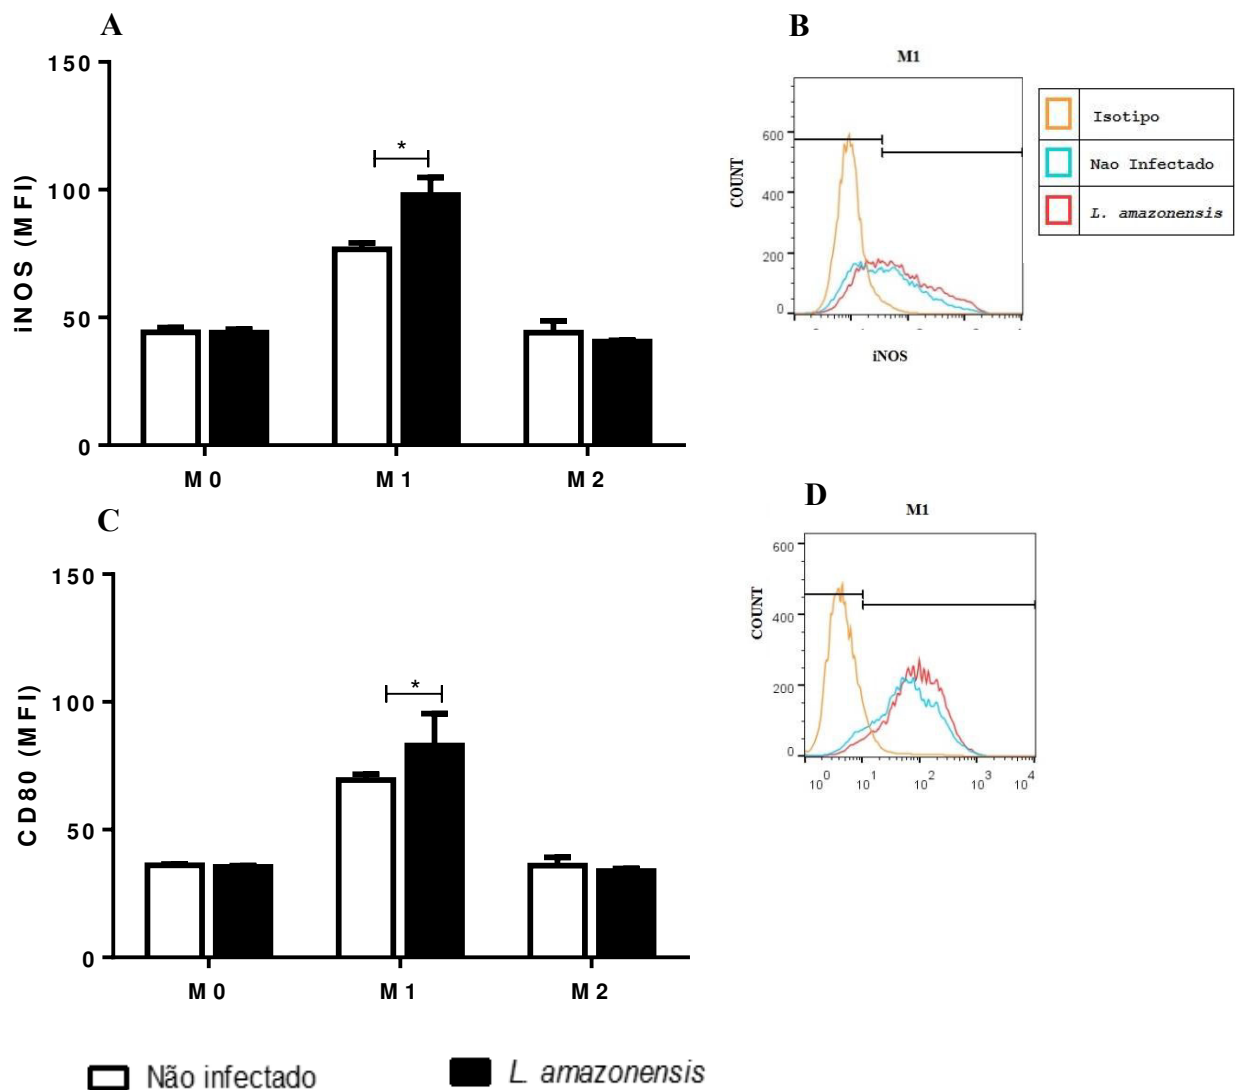 A
iNOS (MFI)
150
100
50
0
*
M0 M1 M2
B
M1
COUNT
600
400
200
0
iNOS
Isotipo
Nao Infectado
L. amazonensis
C
CD80 (MFI)
150
100
50
0
*
M0 M1 M2
D
M1
COUNT
600
400
200
0
10^0 10^1 10^2 10^3 10^4
Não infectado L. amazonensis